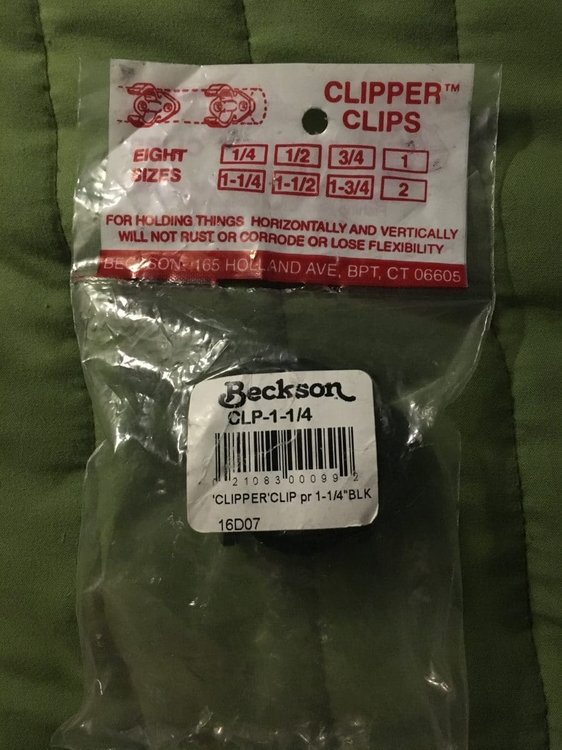 CLIPPER™
CLIPS
EIGHT SIZES
1/4 1/2 3/4 1
1-1/4 1-1/2 1-3/4 2
FOR HOLDING THINGS HORIZONTALLY AND VERTICALLY
WILL NOT RUST OR CORRODE OR LOSE FLEXIBILITY
BECKSON- 165 HOLLAND AVE, BPT, CT 06605
Beckson
CLP-1-1/4
0 21083 00099 2
'CLIPPER'CLIP pr 1-1/4"BLK
16D07